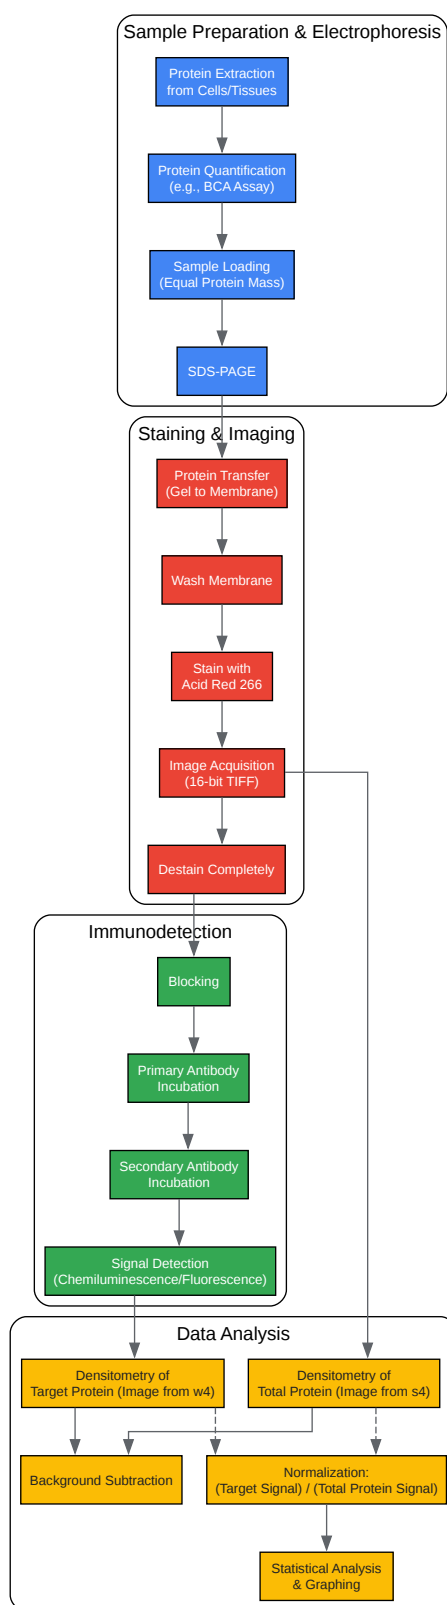 Sample Preparation & Electrophoresis
Protein Extraction
from Cells/Tissues
Protein Quantification
(e.g., BCA Assay)
Sample Loading
(Equal Protein Mass)
SDS-PAGE
Staining & Imaging
Protein Transfer
(Gel to Membrane)
Wash Membrane
Stain with
Acid Red 266
Image Acquisition
(16-bit TIFF)
Destain Completely
Immunodetection
Blocking
Primary Antibody
Incubation
Secondary Antibody
Incubation
Signal Detection
(Chemiluminescence/Fluorescence)
Data Analysis
Densitometry of
Target Protein (Image from w4)
Densitometry of
Total Protein (Image from s4)
Background Subtraction
Normalization:
(Target Signal) / (Total Protein Signal)
Statistical Analysis
& Graphing